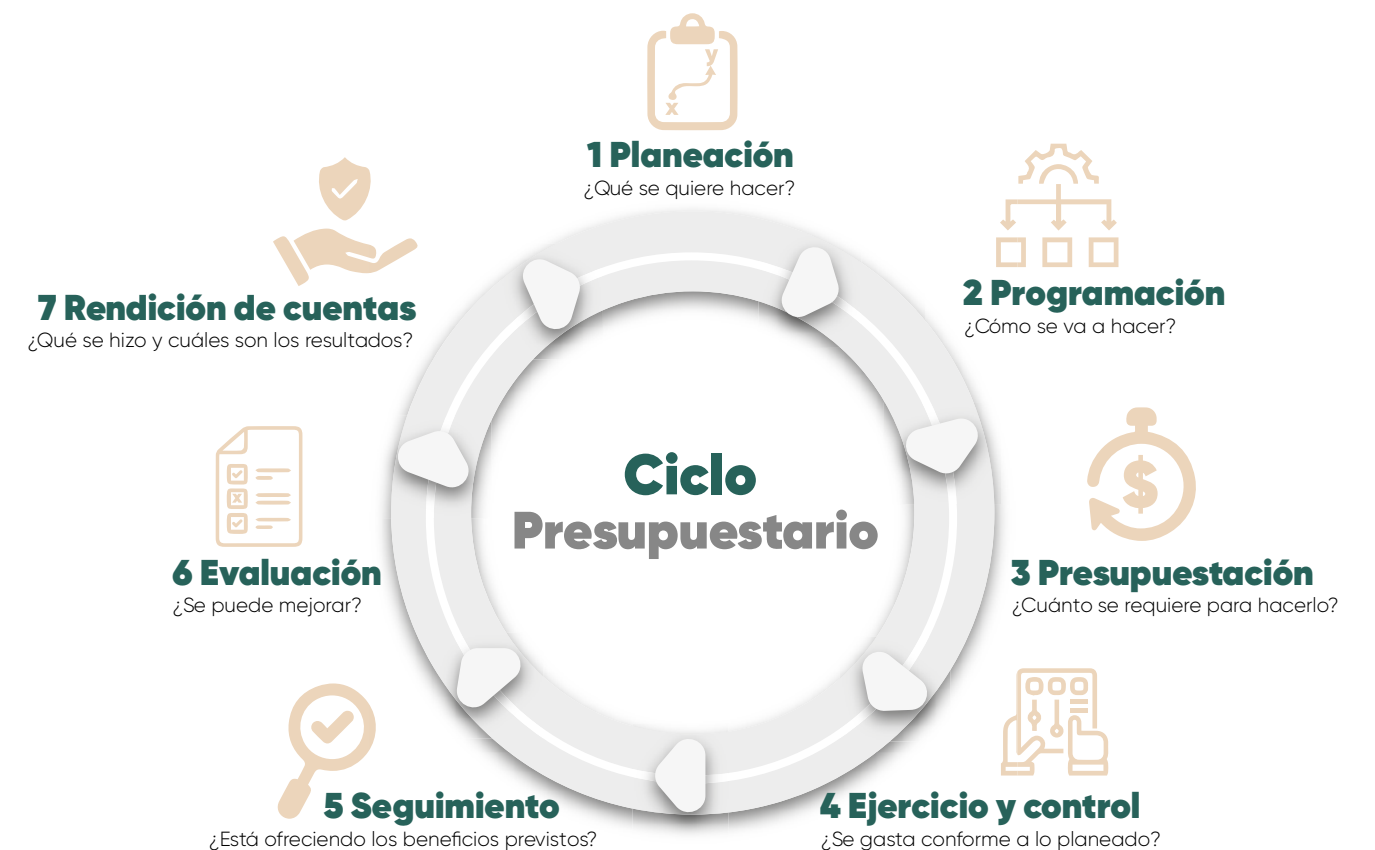 Ciclo
Presupuestario
1 Planeación
¿Qué se quiere hacer?
2 Programación
¿Cómo se va a hacer?
3 Presupuestación
¿Cuánto se requiere para hacerlo?
4 Ejercicio y control
¿Se gasta conforme a lo planeado?
5 Seguimiento
¿Está ofreciendo los beneficios previstos?
6 Evaluación
¿Se puede mejorar?
7 Rendición de cuentas
¿Qué se hizo y cuáles son los resultados?
x
y
$